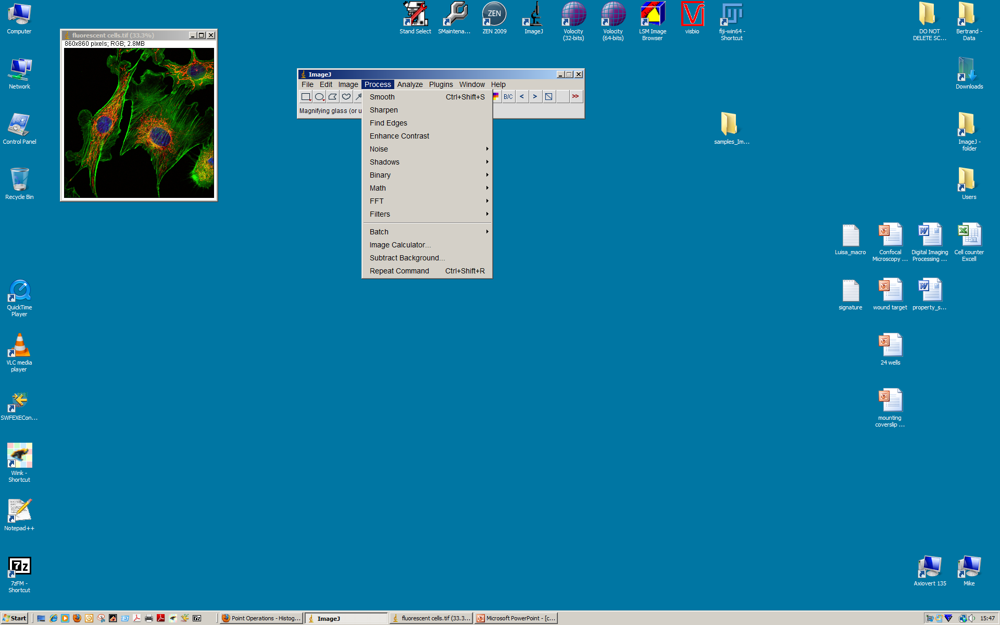 Computer
Network
Control Panel
Recycle Bin
QuickTime
Player
VLC media
player
SWFEXECon...
Wink -
Shortcut
Notepad++
7z
7zFM -
Shortcut
fluorescent cells.tif (33.3%)
860x860 pixels; RGB; 2.8MB
Stand Select
SMaintena...
ZEN
ZEN 2009
ImageJ
Volocity
(32-bits)
Volocity
(64-bits)
LSM Image
Browser
visbio
fiji-win64 -
Shortcut
DO NOT
DELETE SC...
Bertrand -
Data
ImageJ
File Edit Image Process Analyze Plugins Window Help
B/C < > >>
Magnifying glass (or u
Smooth Ctrl+Shift+S
Sharpen
Find Edges
Enhance Contrast
Noise
Shadows
Binary
Math
FFT
Filters
Batch
Image Calculator...
Subtract Background...
Repeat Command Ctrl+Shift+R
Downloads
samples_Im...
ImageJ -
folder
Users
Luisa_macro
Confocal
Microscopy ...
Digital Imaging
Processing ...
Cell counter
Excell
signature
wound target
property_s...
24 wells
mounting
coverslip ...
Axiovert 135
Mike
Start
7z
Point Operations - Histog...
ImageJ
fluorescent cells.tif (33.3...
Microsoft PowerPoint - [c...
15:47